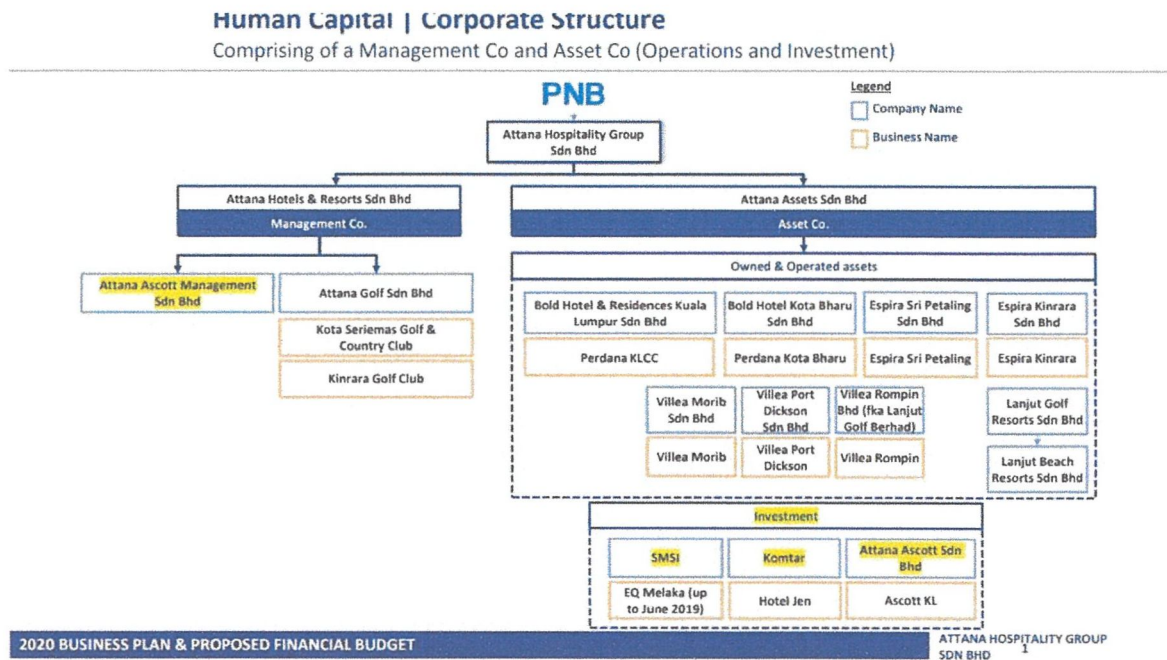 Human Capital | Corporate Structure
Comprising of a Management Co and Asset Co (Operations and Investment)
PNB
Legend
Company Name
Business Name
Attana Hospitality Group
Sdn Bhd
Attana Hotels & Resorts Sdn Bhd
Management Co.
Attana Assets Sdn Bhd
Asset Co.
Attana Ascott Management
Sdn Bhd
Attana Golf Sdn Bhd
Kota Seriemas Golf &
Country Club
Kinrara Golf Club
Owned & Operated assets
Bold Hotel & Residences Kuala
Lumpur Sdn Bhd
Bold Hotel Kota Bharu
Sdn Bhd
Espira Sri Petaling
Sdn Bhd
Espira Kinrara
Sdn Bhd
Perdana KLCC
Perdana Kota Bharu
Espira Sri Petaling
Espira Kinrara
Villea Morib
Sdn Bhd
Villea Port
Dickson
Sdn Bhd
Villea Rompin
Bhd (fka Lanjut
Golf Berhad)
Lanjut Golf
Resorts Sdn Bhd
Villea Morib
Villea Port
Dickson
Villea Rompin
Lanjut Beach
Resorts Sdn Bhd
Investment
SMSI
Komtar
Attana Ascott Sdn
Bhd
EQ Melaka (up
to June 2019)
Hotel Jen
Ascott KL
2020 BUSINESS PLAN & PROPOSED FINANCIAL BUDGET
ATTANA HOSPITALITY GROUP
SDN BHD
1